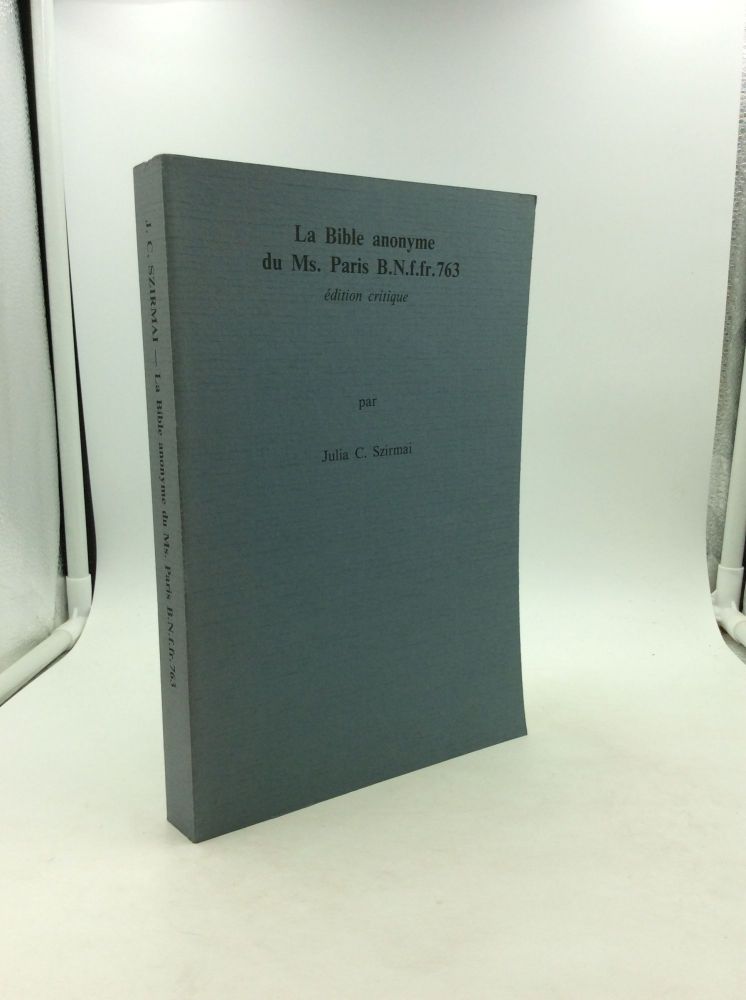 La Bible anonyme
du Ms. Paris B.N.f.fr.763
édition critique
par
Julia C. Szirmai
J. C. SZIRMAI — La Bible anonyme du Ms. Paris B.N.f.fr.763